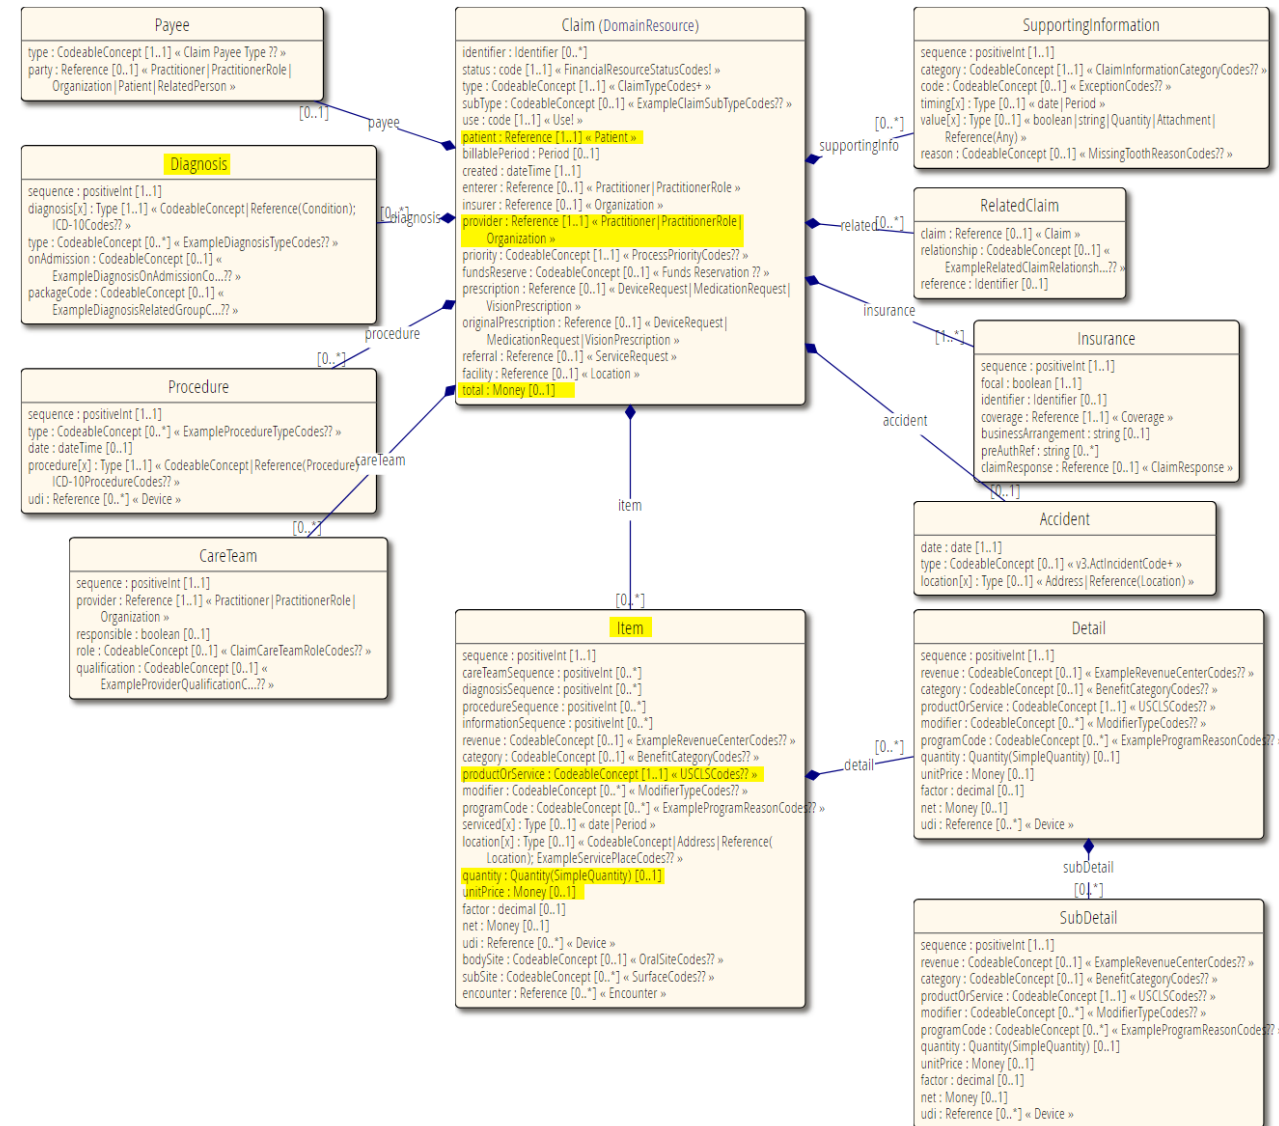 Payee
type : CodeableConcept [1..1] « Claim Payee Type ?? »
party : Reference [0..1] « Practitioner|PractitionerRole|
Organization|Patient|RelatedPerson »
[0..1]
payee
Diagnosis
sequence : positiveInt [1..1]
diagnosis[x] : Type [1..1] « CodeableConcept|Reference(Condition);
ICD-10Codes?? »
type : CodeableConcept [0..*] « ExampleDiagnosisTypeCodes?? »
onAdmission : CodeableConcept [0..1] «
ExampleDiagnosisOnAdmissionCo...?? »
packageCode : CodeableConcept [0..1] «
ExampleDiagnosisRelatedGroupC...?? »
[0..*]
diagnosis
procedure
[0..*]
Procedure
sequence : positiveInt [1..1]
type : CodeableConcept [0..*] « ExampleProcedureTypeCodes?? »
date : dateTime [0..1]
procedure[x] : Type [1..1] « CodeableConcept|Reference(Procedure)
ICD-10ProcedureCodes?? »
udi : Reference [0..*] « Device »
careTeam
[0..*]
CareTeam
sequence : positiveInt [1..1]
provider : Reference [1..1] « Practitioner|PractitionerRole|
Organization »
responsible : boolean [0..1]
role : CodeableConcept [0..1] « ClaimCareTeamRoleCodes?? »
qualification : CodeableConcept [0..1] «
ExampleProviderQualificationC...?? »
Claim (DomainResource)
identifier : Identifier [0..*]
status : code [1..1] « FinancialResourceStatusCodes! »
type : CodeableConcept [1..1] « ClaimTypeCodes+ »
subType : CodeableConcept [0..1] « ExampleClaimSubTypeCodes?? »
use : code [1..1] « Use! »
patient : Reference [1..1] « Patient »
billablePeriod : Period [0..1]
created : dateTime [1..1]
enterer : Reference [0..1] « Practitioner|PractitionerRole »
insurer : Reference [0..1] « Organization »
provider : Reference [1..1] « Practitioner|PractitionerRole|
Organization »
priority : CodeableConcept [1..1] « ProcessPriorityCodes?? »
fundsReserve : CodeableConcept [0..1] « Funds Reservation ?? »
prescription : Reference [0..1] « DeviceRequest|MedicationRequest|
VisionPrescription »
originalPrescription : Reference [0..1] « DeviceRequest|
MedicationRequest|VisionPrescription »
referral : Reference [0..1] « ServiceRequest »
facility : Reference [0..1] « Location »
total : Money [0..1]
item
[0..*]
Item
sequence : positiveInt [1..1]
careTeamSequence : positiveInt [0..*]
diagnosisSequence : positiveInt [0..*]
procedureSequence : positiveInt [0..*]
informationSequence : positiveInt [0..*]
revenue : CodeableConcept [0..1] « ExampleRevenueCenterCodes?? »
category : CodeableConcept [0..1] « BenefitCategoryCodes?? »
productOrService : CodeableConcept [1..1] « USCLSCodes?? »
modifier : CodeableConcept [0..*] « ModifierTypeCodes?? »
programCode : CodeableConcept [0..*] « ExampleProgramReasonCodes?? »
serviced[x] : Type [0..1] « date|Period »
location[x] : Type [0..1] « CodeableConcept|Address|Reference(
Location); ExampleServicePlaceCodes?? »
quantity : Quantity(SimpleQuantity) [0..1]
unitPrice : Money [0..1]
factor : decimal [0..1]
net : Money [0..1]
udi : Reference [0..*] « Device »
bodySite : CodeableConcept [0..1] « OralSiteCodes?? »
subSite : CodeableConcept [0..*] « SurfaceCodes?? »
encounter : Reference [0..*] « Encounter »
SupportingInformation
sequence : positiveInt [1..1]
category : CodeableConcept [1..1] « ClaimInformationCategoryCodes?? »
code : CodeableConcept [0..1] « ExceptionCodes?? »
timing[x] : Type [0..1] « date|Period »
value[x] : Type [0..1] « boolean|string|Quantity|Attachment|
Reference(Any) »
reason : CodeableConcept [0..1] « MissingToothReasonCodes?? »
[0..*]
supportingInfo
RelatedClaim
claim : Reference [0..1] « Claim »
relationship : CodeableConcept [0..1] «
ExampleRelatedClaimRelationsh...?? »
reference : Identifier [0..1]
related
[0..*]
insurance
[1..*]
Insurance
sequence : positiveInt [1..1]
focal : boolean [1..1]
identifier : Identifier [0..1]
coverage : Reference [1..1] « Coverage »
businessArrangement : string [0..1]
preAuthRef : string [0..*]
claimResponse : Reference [0..1] « ClaimResponse »
accident
[0..1]
Accident
date : date [1..1]
type : CodeableConcept [0..1] « v3.ActIncidentCode+ »
location[x] : Type [0..1] « Address|Reference(Location) »
Detail
sequence : positiveInt [1..1]
revenue : CodeableConcept [0..1] « ExampleRevenueCenterCodes?? »
category : CodeableConcept [0..1] « BenefitCategoryCodes?? »
productOrService : CodeableConcept [1..1] « USCLSCodes?? »
modifier : CodeableConcept [0..*] « ModifierTypeCodes?? »
programCode : CodeableConcept [0..*] « ExampleProgramReasonCodes?? »
quantity : Quantity(SimpleQuantity) [0..1]
unitPrice : Money [0..1]
factor : decimal [0..1]
net : Money [0..1]
udi : Reference [0..*] « Device »
[0..*]
detail
subDetail
[0..*]
SubDetail
sequence : positiveInt [1..1]
revenue : CodeableConcept [0..1] « ExampleRevenueCenterCodes?? »
category : CodeableConcept [0..1] « BenefitCategoryCodes?? »
productOrService : CodeableConcept [1..1] « USCLSCodes?? »
modifier : CodeableConcept [0..*] « ModifierTypeCodes?? »
programCode : CodeableConcept [0..*] « ExampleProgramReasonCodes?? »
quantity : Quantity(SimpleQuantity) [0..1]
unitPrice : Money [0..1]
factor : decimal [0..1]
net : Money [0..1]
udi : Reference [0..*] « Device »